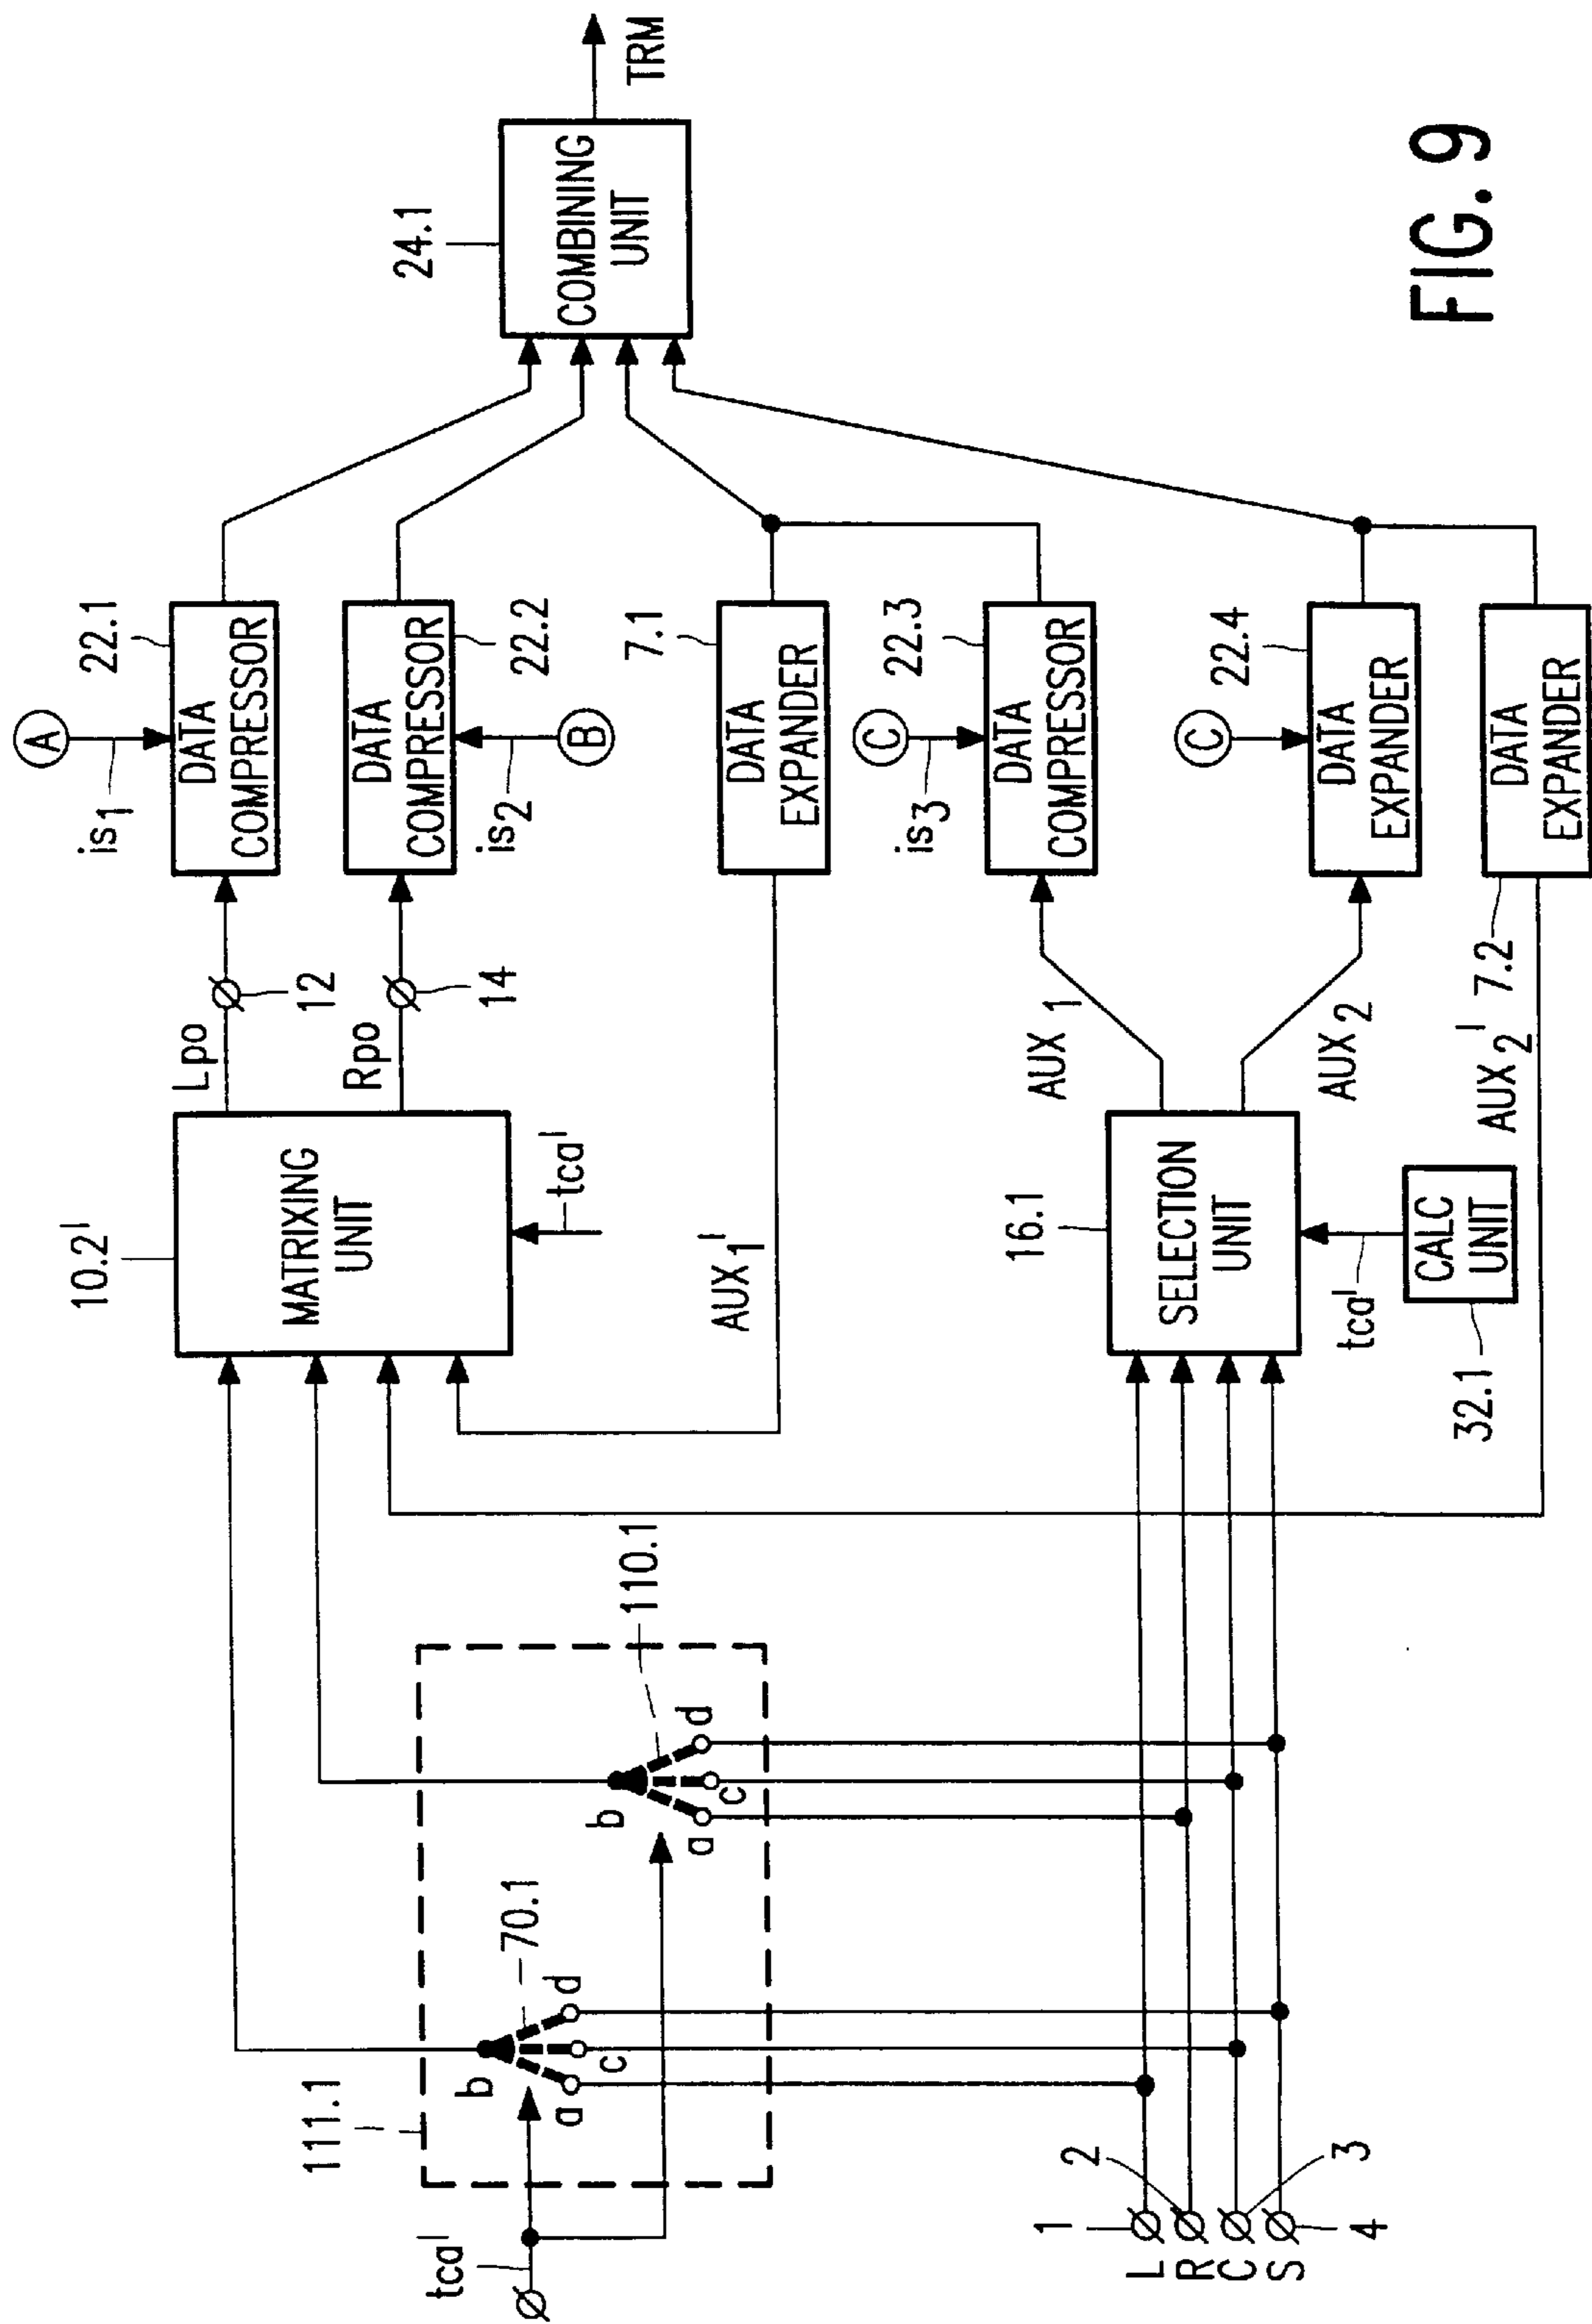 111.1
tca'
70.1
b
a
c
d
110.1
b
a
c
d
1
L
2
R
C
3
S
4
10.2'
MATRIXING
UNIT
tca'
Lpo
12
Rpo
14
AUX1'
16.1
SELECTION
UNIT
tca'
CALC
UNIT
32.1
AUX1
AUX2
AUX2'
7.2
A
is1
22.1
DATA
COMPRESSOR
DATA
COMPRESSOR
22.2
is2
B
7.1
DATA
EXPANDER
C
is3
22.3
DATA
COMPRESSOR
C
22.4
DATA
EXPANDER
DATA
EXPANDER
24.1
COMBINING
UNIT
TRM
FIG. 9